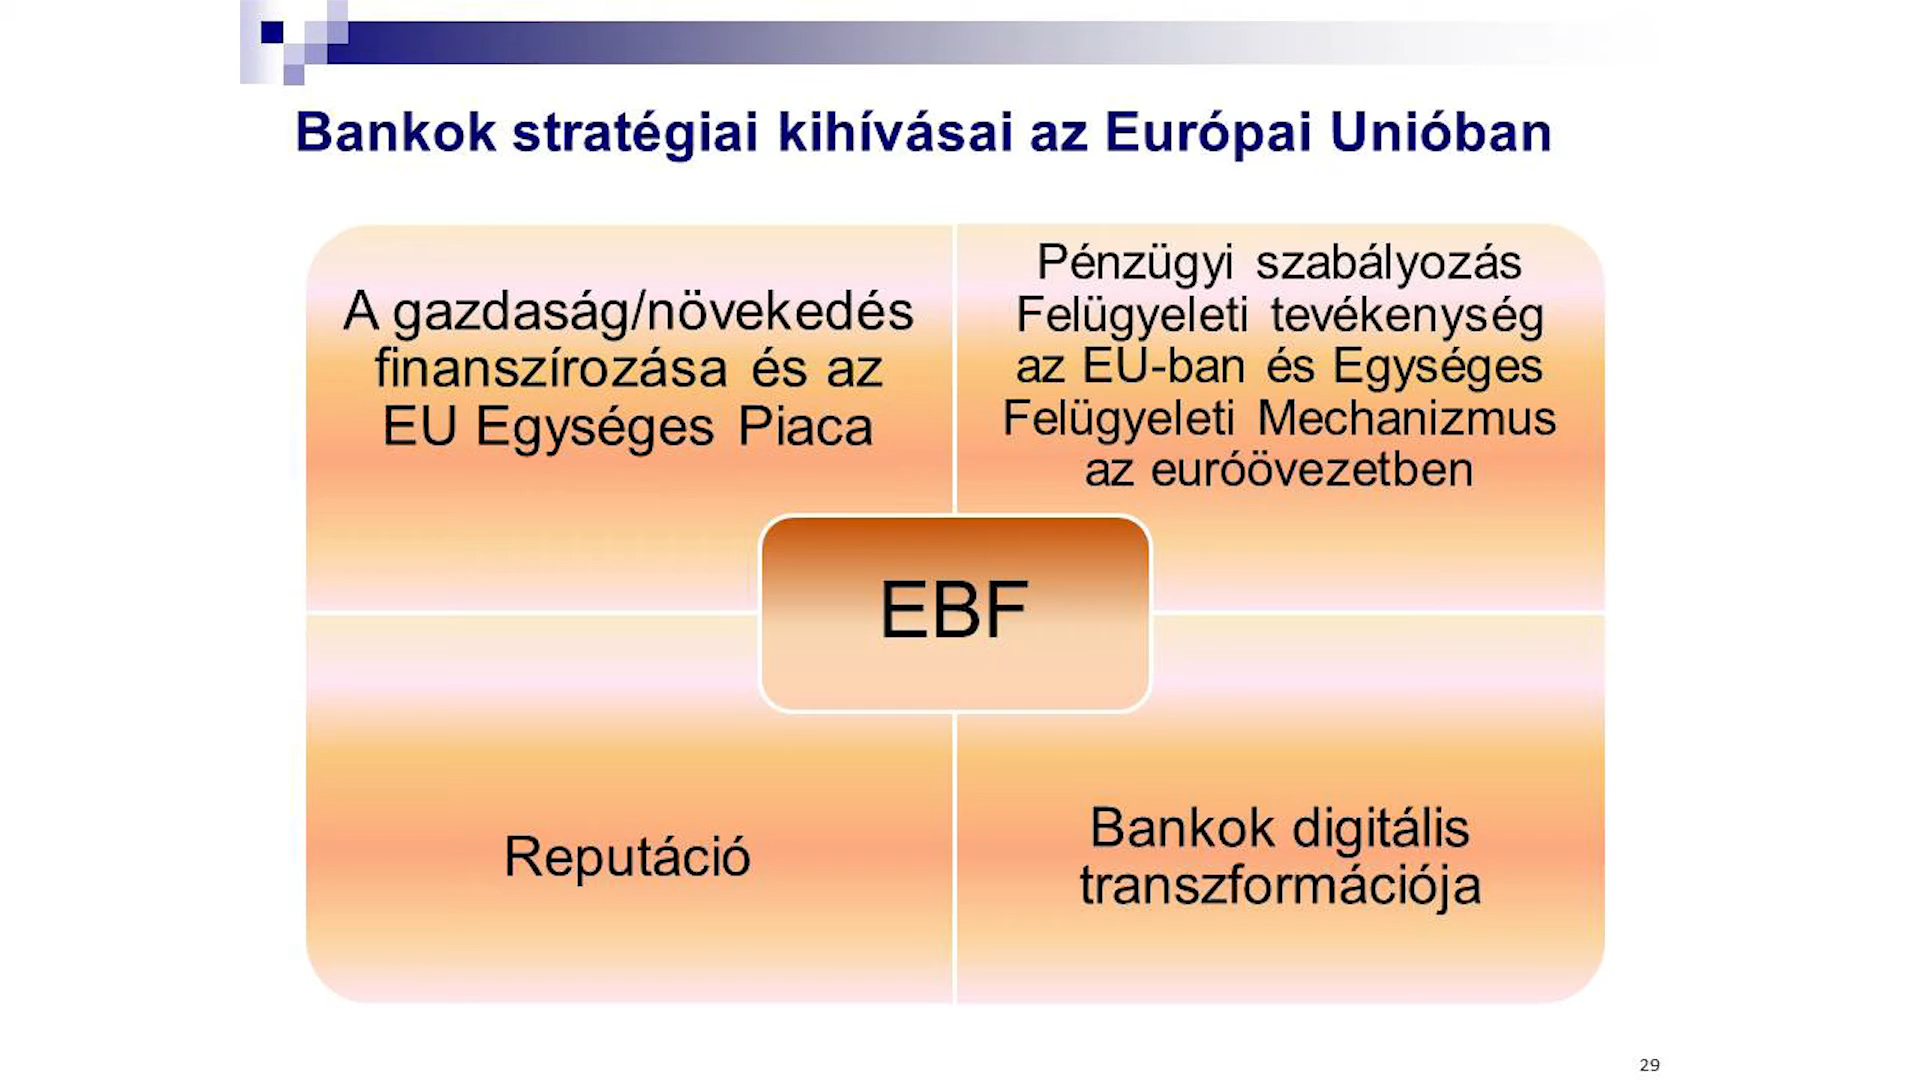 Bankok stratégiai kihívásai az Európai Unióban
A gazdaság/növekedés
finanszírozása és az
EU Egységes Piaca
Pénzügyi szabályozás
Felügyeleti tevékenység
az EU-ban és Egységes
Felügyeleti Mechanizmus
az euróövezetben
EBF
Reputáció
Bankok digitális
transzformációja
29